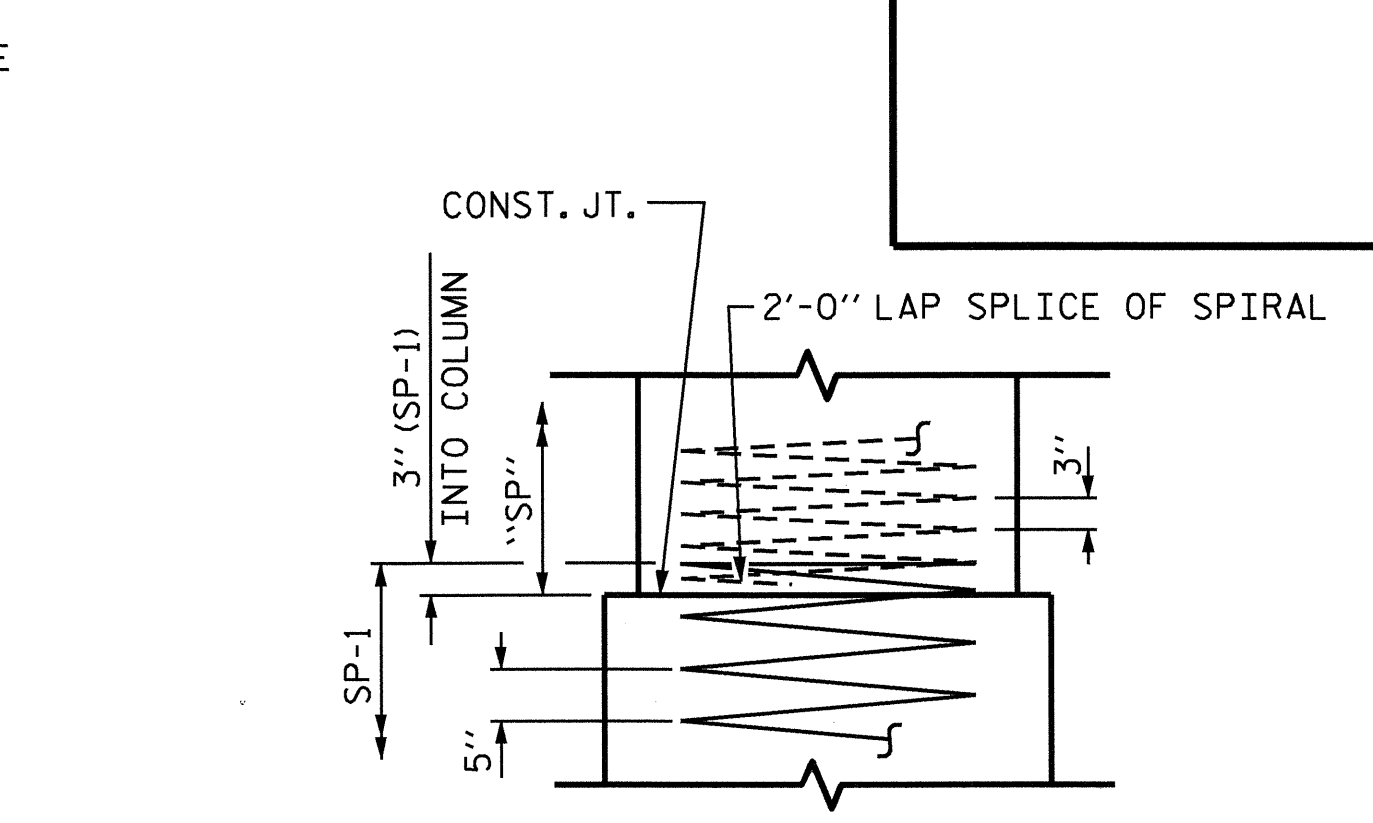 E
CONST. JT.
2'-0" LAP SPLICE OF SPIRAL
3" (SP-1)
INTO COLUMN
"SP"
3"
SP-1
5"